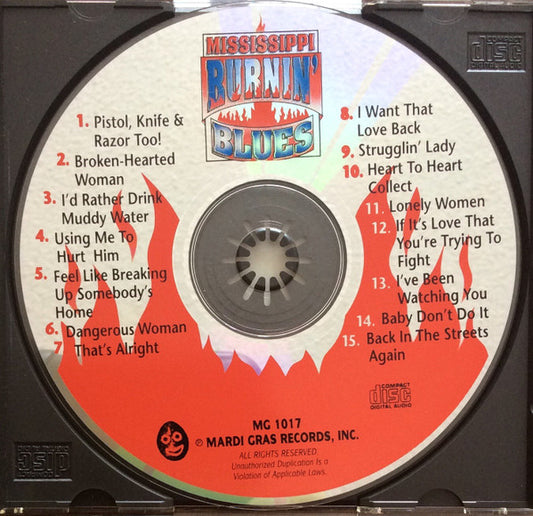 MISSISSIPPI
BURNIN'
BLUES
1. Pistol, Knife &
Razor Too!
2. Broken-Hearted
Woman
3. I'd Rather Drink
Muddy Water
4. Using Me To
Hurt Him
5. Feel Like Breaking
Up Somebody's
Home
6. Dangerous Woman
7 That's Alright
8. I Want That
Love Back
9. Strugglin' Lady
10. Heart To Heart
Collect
11. Lonely Women
12. If It's Love That
You're Trying To
Fight
13. I've Been
Watching You
14. Baby Don't Do It
15. Back In The Streets
Again
COMPACT
disc
DIGITAL AUDIO
MG 1017
℗ MARDI GRAS RECORDS, INC.
ALL RIGHTS RESERVED.
Unauthorized Duplication Is a
Violation of Applicable Laws.
COMPACT
disc
DIGITAL AUDIO
disc